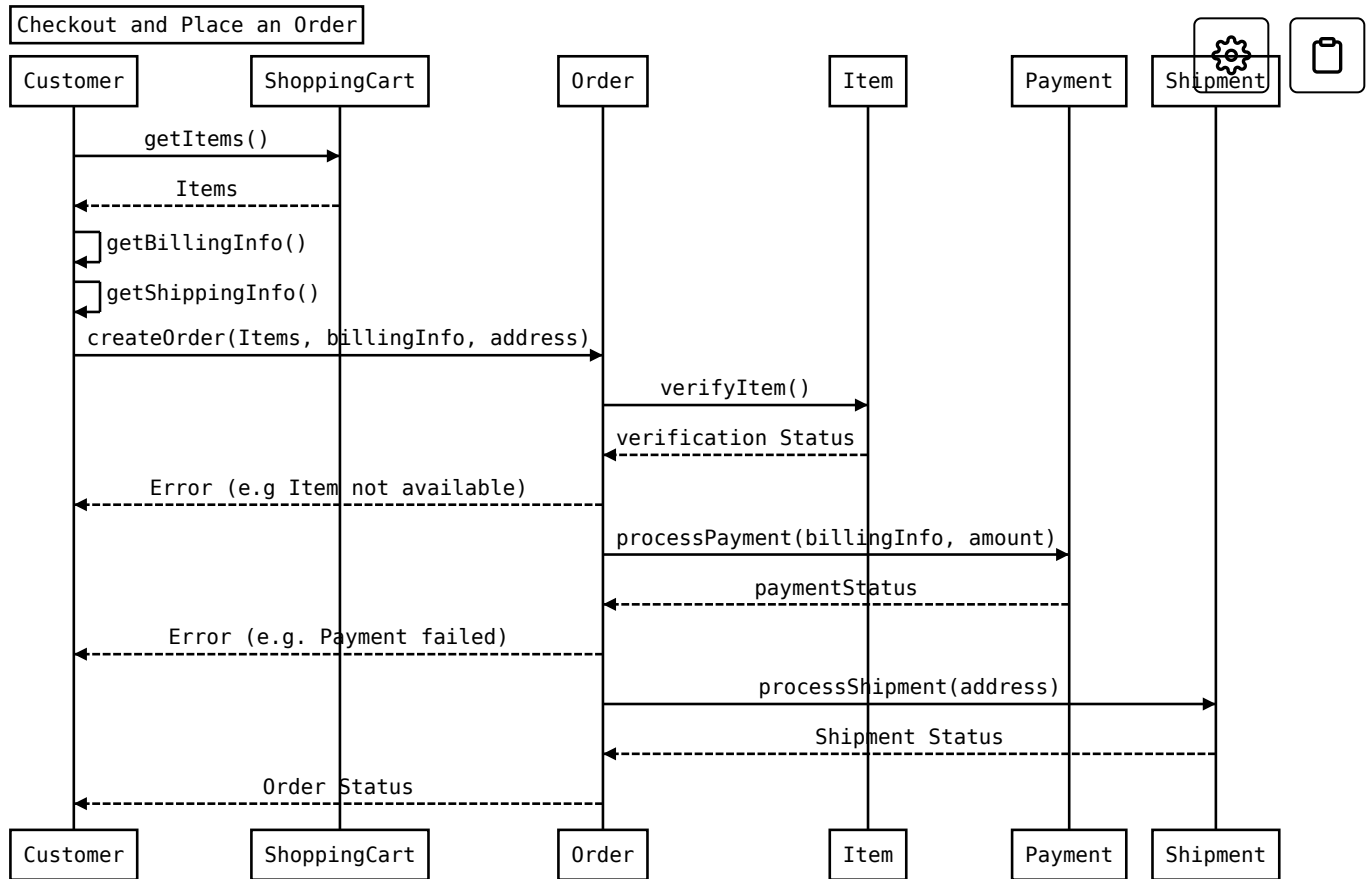 Checkout and Place an Order
Customer
ShoppingCart
Order
Item
Payment
Shipment
getItems()
Items
getBillingInfo()
getShippingInfo()
createOrder(Items, billingInfo, address)
verifyItem()
verification Status
Error (e.g Item not available)
processPayment(billingInfo, amount)
paymentStatus
Error (e.g. Payment failed)
processShipment(address)
Shipment Status
Order Status
Customer
ShoppingCart
Order
Item
Payment
Shipment